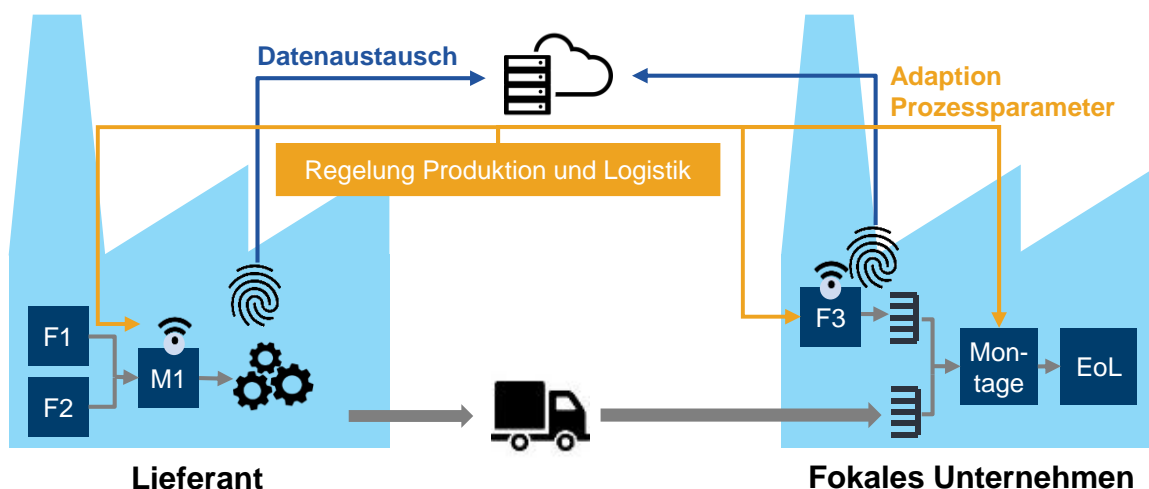 Datenaustausch
Adaption
Prozessparameter
Regelung Produktion und Logistik
F1
F2
M1
F3
Mon-
tage
EoL
Lieferant
Fokales Unternehmen